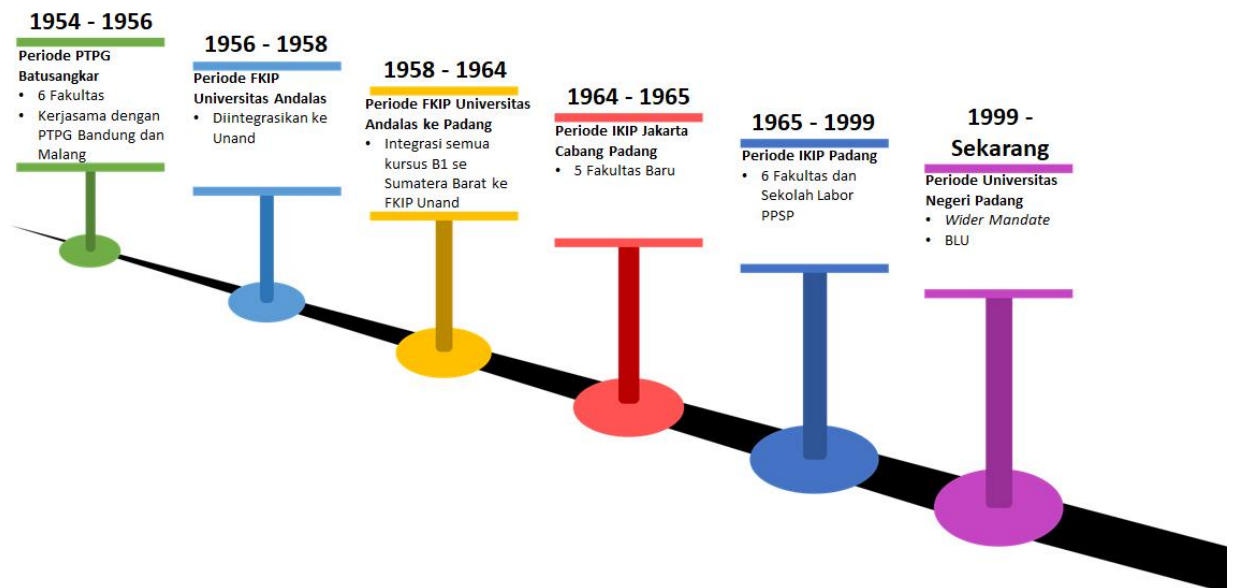 1954 - 1956
Periode PTPG
Batusangkar
• 6 Fakultas
• Kerjasama dengan
PTPG Bandung dan
Malang
1956 - 1958
Periode FKIP
Universitas Andalas
• Diintegrasikan ke
Unand
1958 - 1964
Periode FKIP Universitas
Andalas ke Padang
• Integrasi semua
kursus B1 se
Sumatera Barat ke
FKIP Unand
1964 - 1965
Periode IKIP Jakarta
Cabang Padang
• 5 Fakultas Baru
1965 - 1999
Periode IKIP Padang
• 6 Fakultas dan
Sekolah Labor
PPSP
1999 -
Sekarang
Periode Universitas
Negeri Padang
• Wider Mandate
• BLU